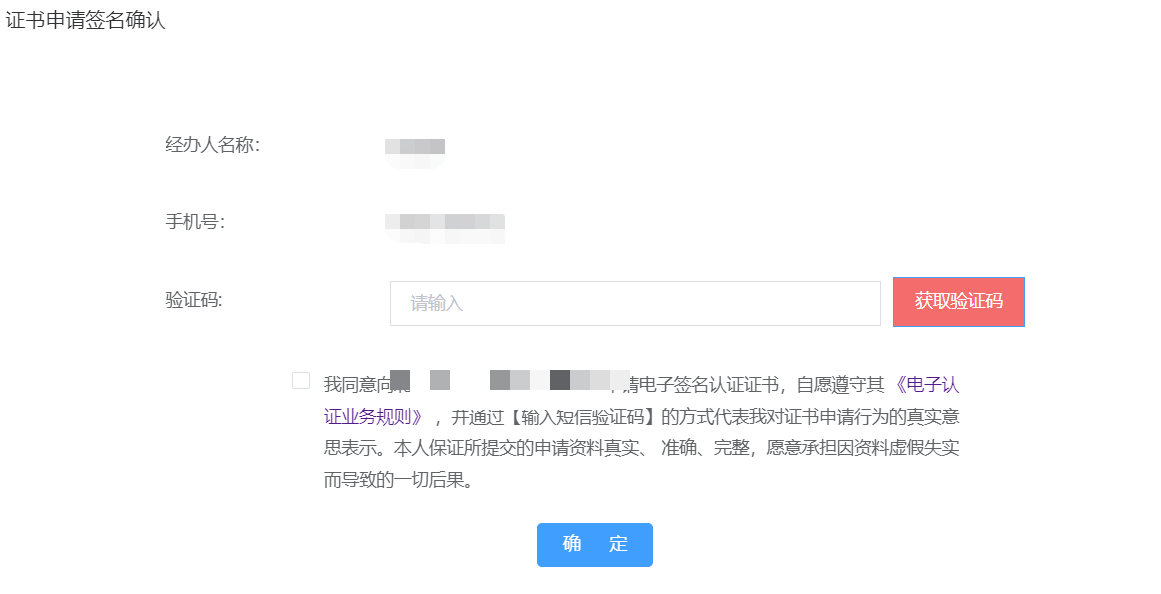 证书申请签名确认
经办人名称：
手机号：
验证码:
请输入
获取验证码
我同意向 请电子签名认证证书，自愿遵守其 《电子认
证业务规则》 ，并通过【输入短信验证码】的方式代表我对证书申请行为的真实意
思表示。本人保证所提交的申请资料真实、 准确、完整，愿意承担因资料虚假失实
而导致的一切后果。
确 定